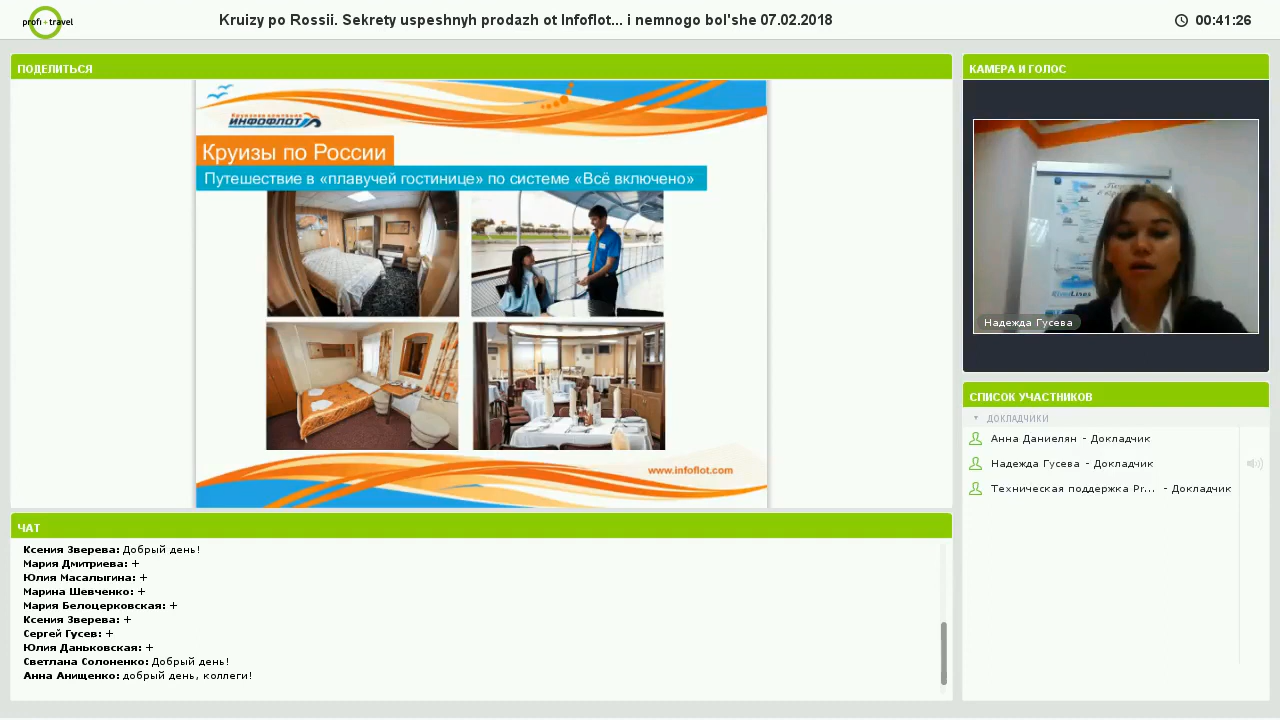 profi + travel
Kruizy po Rossii. Sekrety uspeshnyh prodazh ot Infoflot... i nemnogo bol'she 07.02.2018
00:41:26
ПОДЕЛИТЬСЯ
Круизная компания
ИНФОФЛОТ
Круизы по России
Путешествие в «плавучей гостинице» по системе «Всё включено»
www.infoflot.com
КАМЕРА И ГОЛОС
Надежда Гусева
СПИСОК УЧАСТНИКОВ
ДОКЛАДЧИКИ
Анна Даниелян - Докладчик
Надежда Гусева - Докладчик
Техническая поддержка Pr... - Докладчик
ЧАТ
Ксения Зверева: Добрый день!
Мария Дмитриева: +
Юлия Масалыгина: +
Марина Шевченко: +
Мария Белоцерковская: +
Ксения Зверева: +
Сергей Гусев: +
Юлия Даньковская: +
Светлана Солоненко: Добрый день!
Анна Анищенко: добрый день, коллеги!